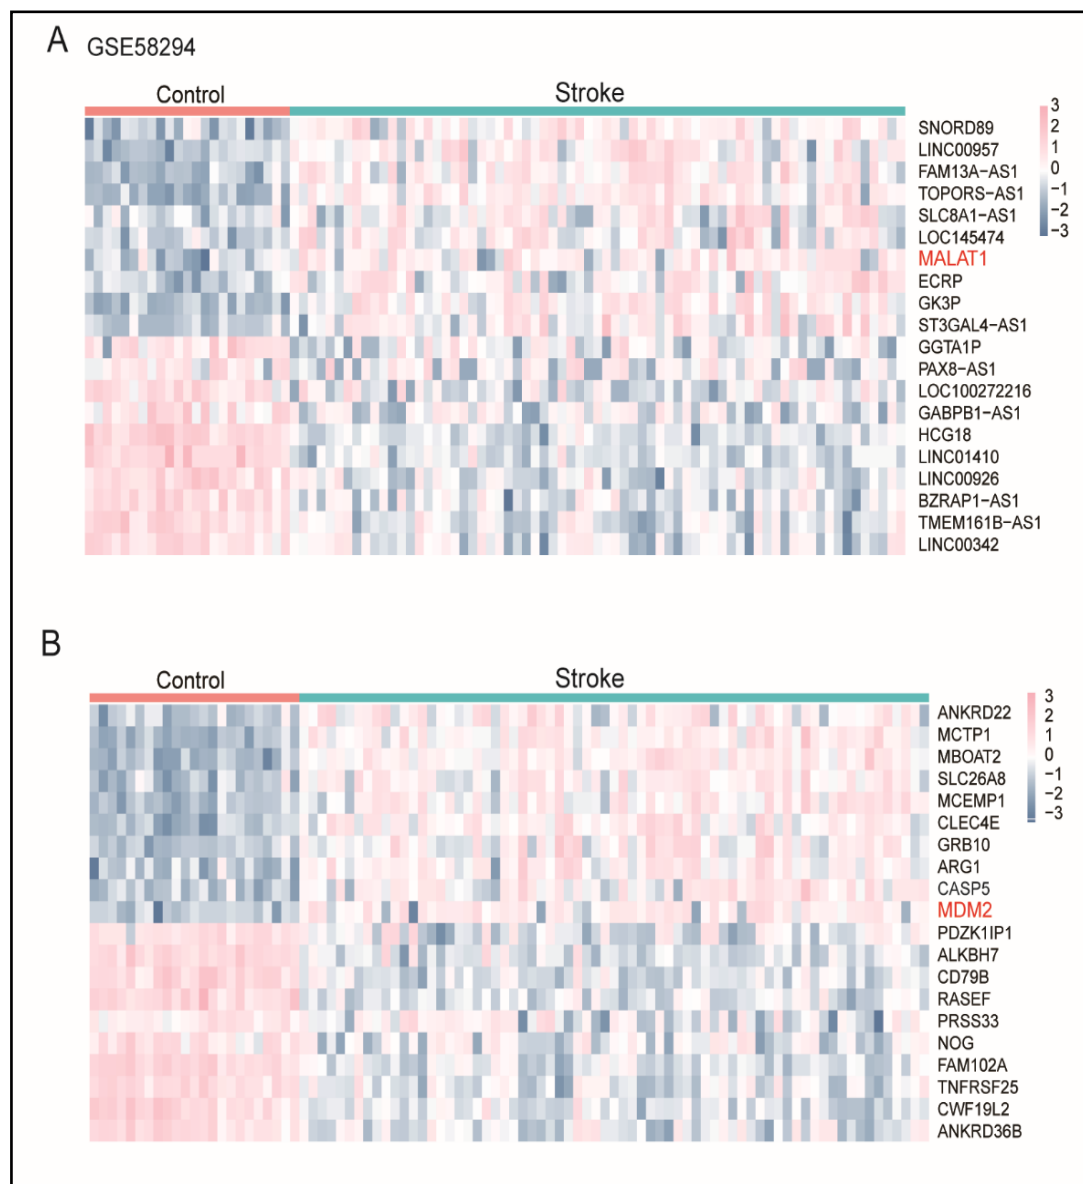 A GSE58294
Control Stroke
3
2
1
0
−1
−2
−3
SNORD89
LINC00957
FAM13A−AS1
TOPORS−AS1
SLC8A1−AS1
LOC145474
MALAT1
ECRP
GK3P
ST3GAL4−AS1
GGTA1P
PAX8−AS1
LOC100272216
GABPB1−AS1
HCG18
LINC01410
LINC00926
BZRAP1−AS1
TMEM161B−AS1
LINC00342
B
Control Stroke
3
2
1
0
−1
−2
−3
ANKRD22
MCTP1
MBOAT2
SLC26A8
MCEMP1
CLEC4E
GRB10
ARG1
CASP5
MDM2
PDZK1IP1
ALKBH7
CD79B
RASEF
PRSS33
NOG
FAM102A
TNFRSF25
CWF19L2
ANKRD36B